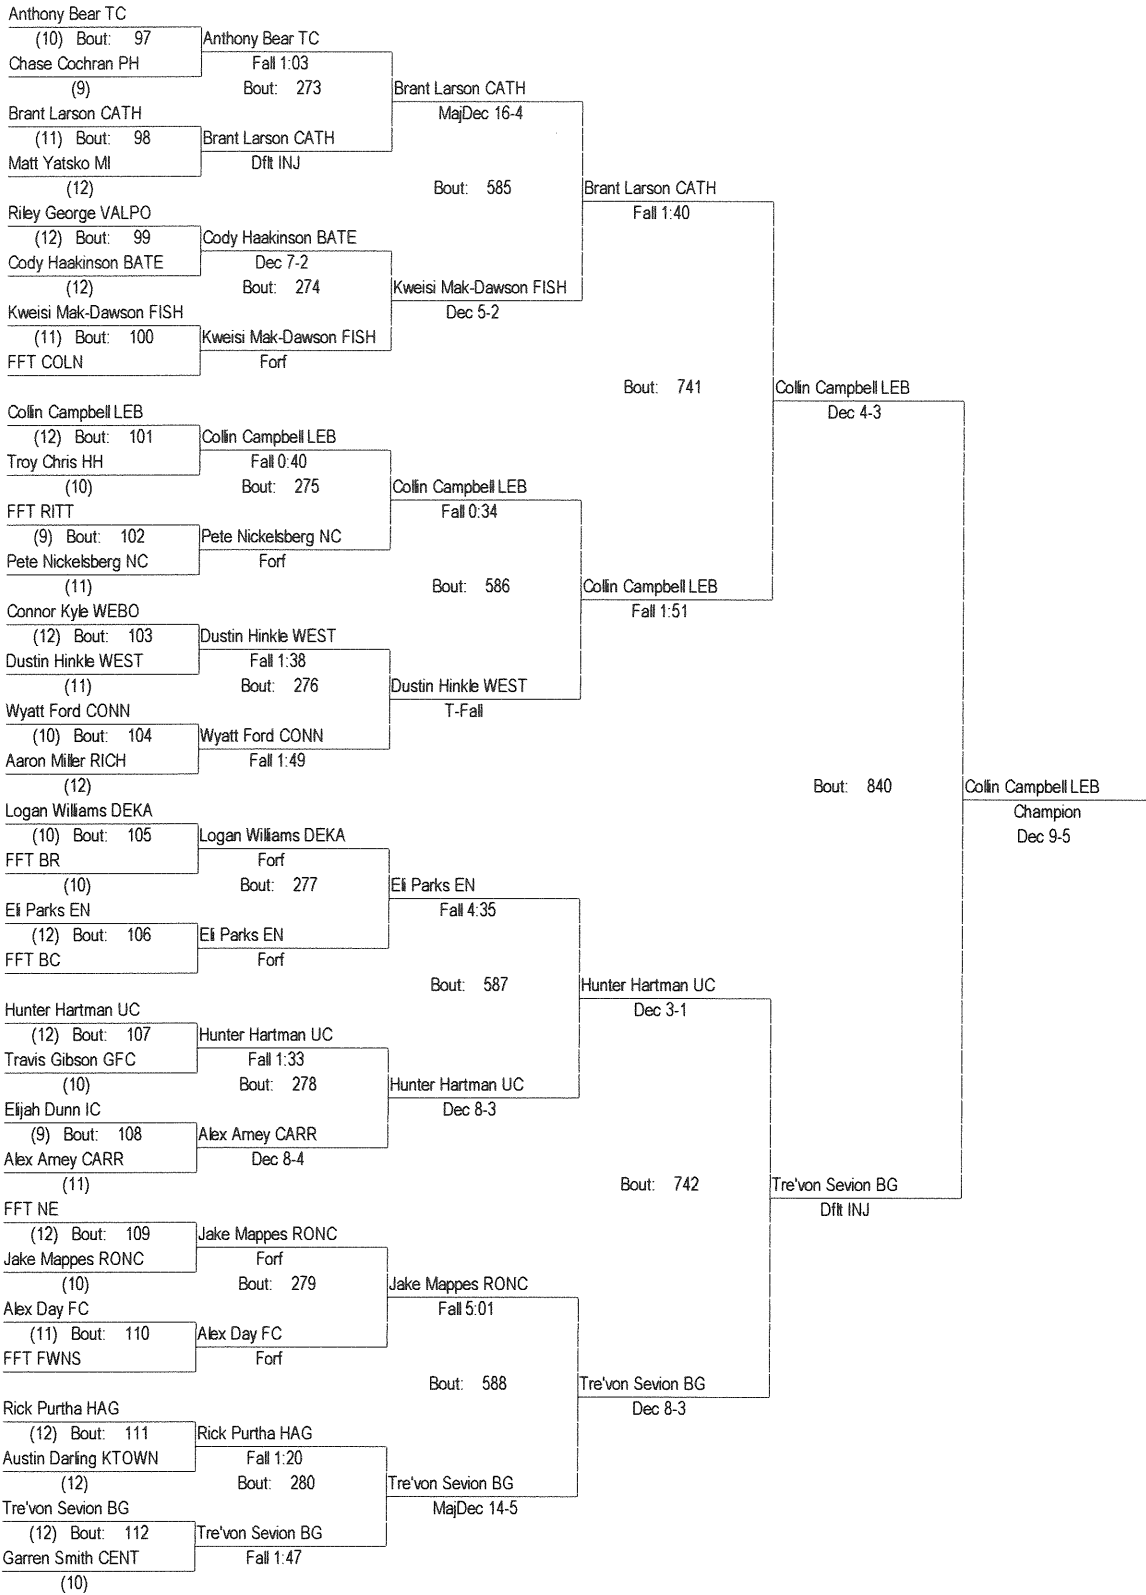 Anthony Bear TC
(10) Bout: 97
Chase Cochran PH
(9)
Brant Larson CATH
(11) Bout: 98
Matt Yatsko MI
(12)
Riley George VALPO
(12) Bout: 99
Cody Haakinson BATE
(12)
Kweisi Mak-Dawson FISH
(11) Bout: 100
FFT COLN
Collin Campbell LEB
(12) Bout: 101
Troy Chris HH
(10)
FFT RITT
(9) Bout: 102
Pete Nickelsberg NC
(11)
Connor Kyle WEBO
(12) Bout: 103
Dustin Hinkle WEST
(11)
Wyatt Ford CONN
(10) Bout: 104
Aaron Miller RICH
(12)
Logan Williams DEKA
(10) Bout: 105
FFT BR
(10)
Eli Parks EN
(12) Bout: 106
FFT BC
Hunter Hartman UC
(12) Bout: 107
Travis Gibson GFC
(10)
Elijah Dunn IC
(9) Bout: 108
Alex Amey CARR
(11)
FFT NE
(12) Bout: 109
Jake Mappes RONC
(10)
Alex Day FC
(11) Bout: 110
FFT FWNS
Rick Purtha HAG
(12) Bout: 111
Austin Darling KTOWN
(12)
Tre'von Sevion BG
(12) Bout: 112
Garren Smith CENT
(10)
Anthony Bear TC
Fall 1:03
Bout: 273
Brant Larson CATH
Dflt INJ
Cody Haakinson BATE
Dec 7-2
Bout: 274
Kweisi Mak-Dawson FISH
Forf
Collin Campbell LEB
Fall 0:40
Bout: 275
Pete Nickelsberg NC
Forf
Dustin Hinkle WEST
Fall 1:38
Bout: 276
Wyatt Ford CONN
Fall 1:49
Logan Williams DEKA
Forf
Bout: 277
Eli Parks EN
Forf
Hunter Hartman UC
Fall 1:33
Bout: 278
Alex Amey CARR
Dec 8-4
Jake Mappes RONC
Forf
Bout: 279
Alex Day FC
Forf
Rick Purtha HAG
Fall 1:20
Bout: 280
Tre'von Sevion BG
Fall 1:47
Brant Larson CATH
MajDec 16-4
Bout: 585
Kweisi Mak-Dawson FISH
Dec 5-2
Collin Campbell LEB
Fall 0:34
Bout: 586
Dustin Hinkle WEST
T-Fall
Eli Parks EN
Fall 4:35
Bout: 587
Hunter Hartman UC
Dec 8-3
Jake Mappes RONC
Fall 5:01
Bout: 588
Tre'von Sevion BG
MajDec 14-5
Brant Larson CATH
Fall 1:40
Bout: 741
Collin Campbell LEB
Fall 1:51
Hunter Hartman UC
Dec 3-1
Bout: 742
Tre'von Sevion BG
Dec 8-3
Collin Campbell LEB
Dec 4-3
Bout: 840
Tre'von Sevion BG
Dflt INJ
Collin Campbell LEB
Champion
Dec 9-5